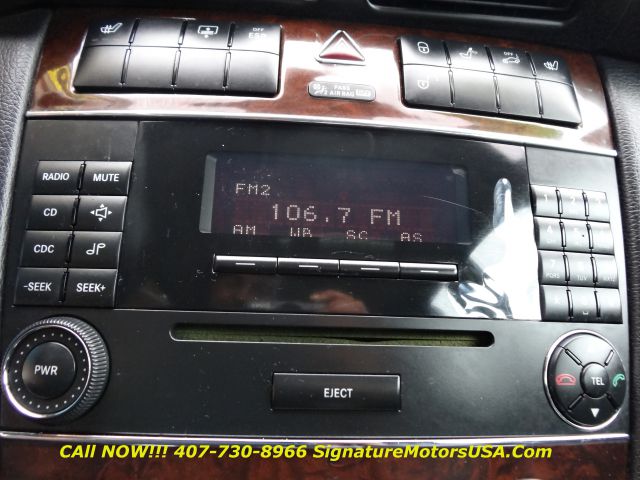 OFF
ESP
PASS
AIR BAG
RADIO MUTE
CD
CDC
-SEEK SEEK+
FM2
106.7 FM
AM WB SC AS
PWR
EJECT
TEL
CAll NOW!!! 407-730-8966 SignatureMotorsUSA.Com